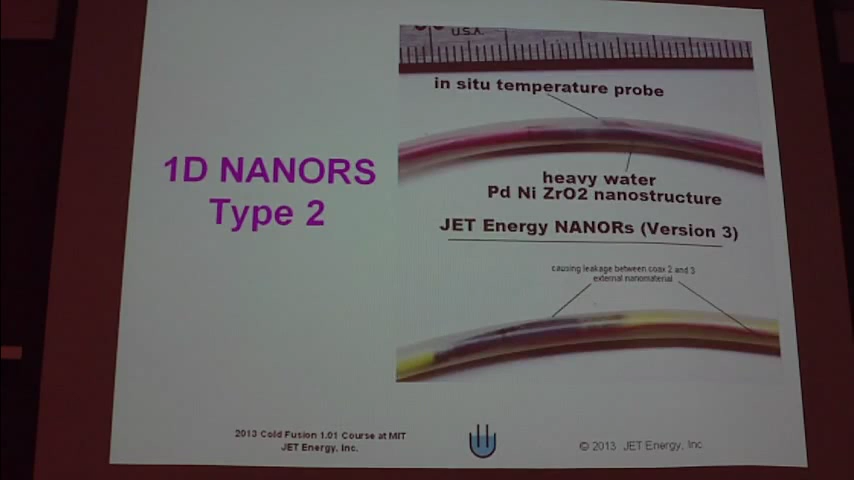 U.S.A.
in situ temperature probe
1D NANORS
Type 2
heavy water
Pd Ni ZrO2 nanostructure
JET Energy NANORs (Version 3)
causing leakage between coax 2 and 3
external nanomaterial
2013 Cold Fusion 1.01 Course at MIT
JET Energy, Inc.
© 2013 JET Energy, Inc